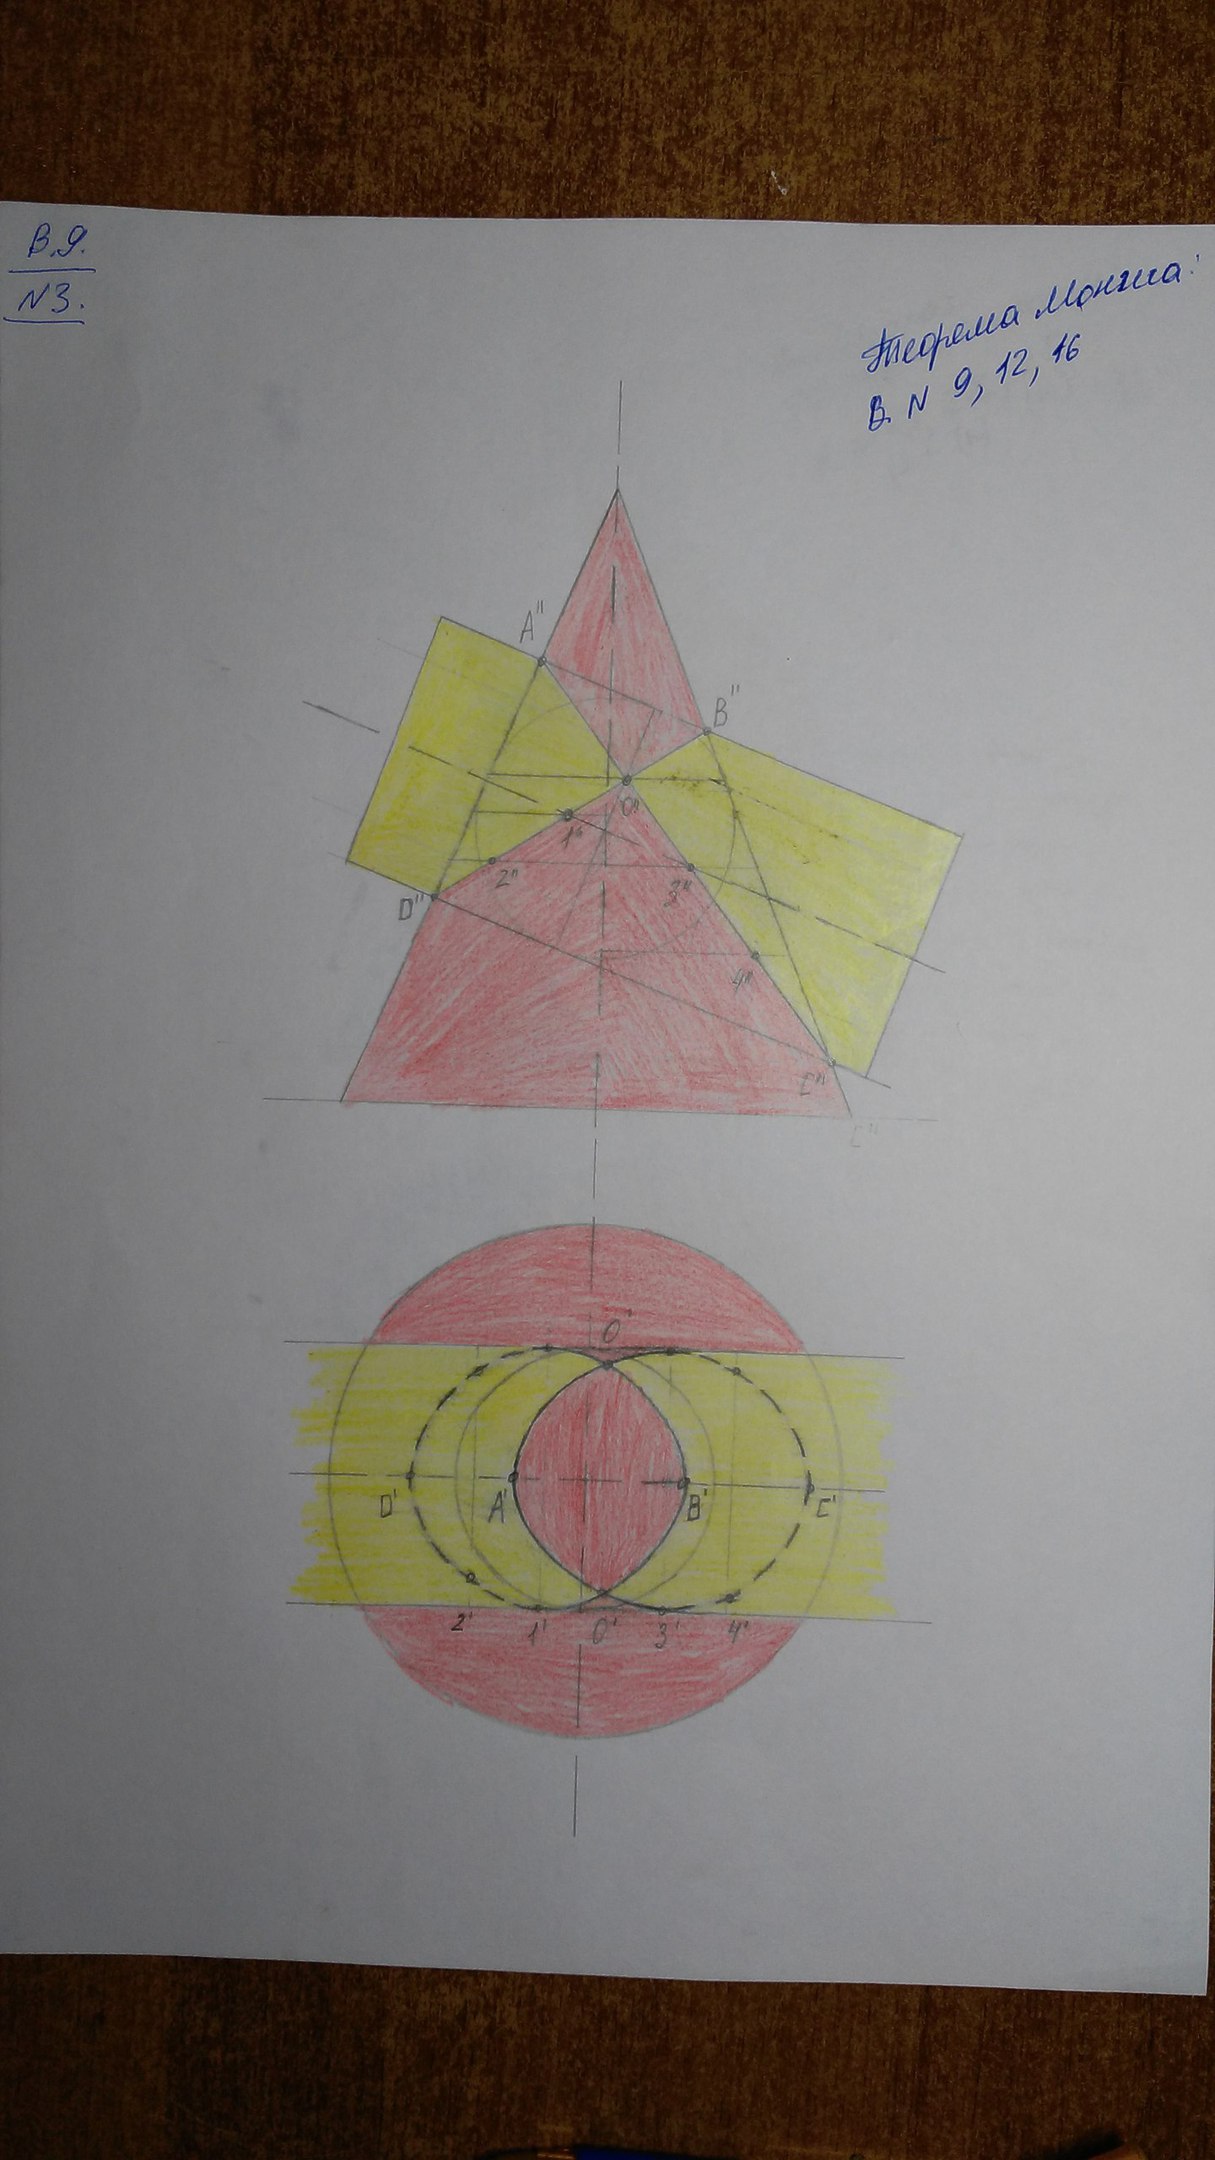 В.9.
N3.
Теорема Монжа:
В. N 9, 12, 16
A"
B"
O"
1"
2"
3"
D"
4"
C"
C"
O'
D'
A'
B'
C'
2'
1'
O'
3'
4'